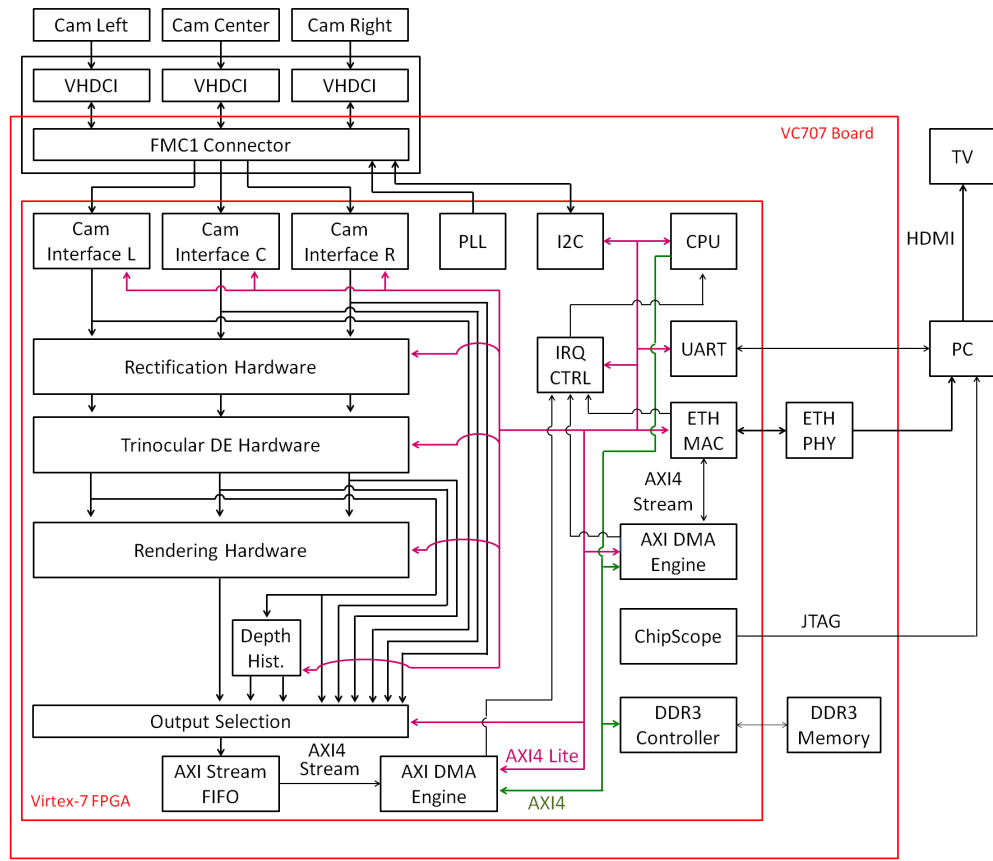 Cam Left
Cam Center
Cam Right
VHDCI
VHDCI
VHDCI
VC707 Board
FMC1 Connector
TV
Cam
Interface L
Cam
Interface C
Cam
Interface R
PLL
I2C
CPU
HDMI
Rectification Hardware
IRQ
CTRL
UART
PC
Trinocular DE Hardware
ETH
MAC
ETH
PHY
AXI4
Stream
Rendering Hardware
AXI DMA
Engine
Depth
Hist.
ChipScope
JTAG
Output Selection
DDR3
Controller
DDR3
Memory
AXI4
Stream
AXI4 Lite
AXI Stream
FIFO
AXI DMA
Engine
AXI4
Virtex-7 FPGA